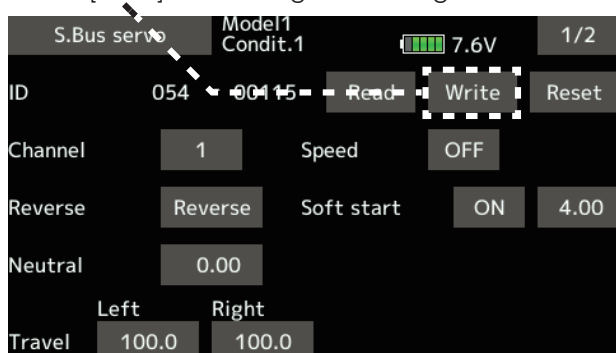 S.Bus servo Model1 Condit.1 7.6V 1/2
ID 054 00115 Read Write Reset
Channel 1 Speed OFF
Reverse Reverse Soft start ON 4.00
Neutral 0.00
Left Right
Travel 100.0 100.0